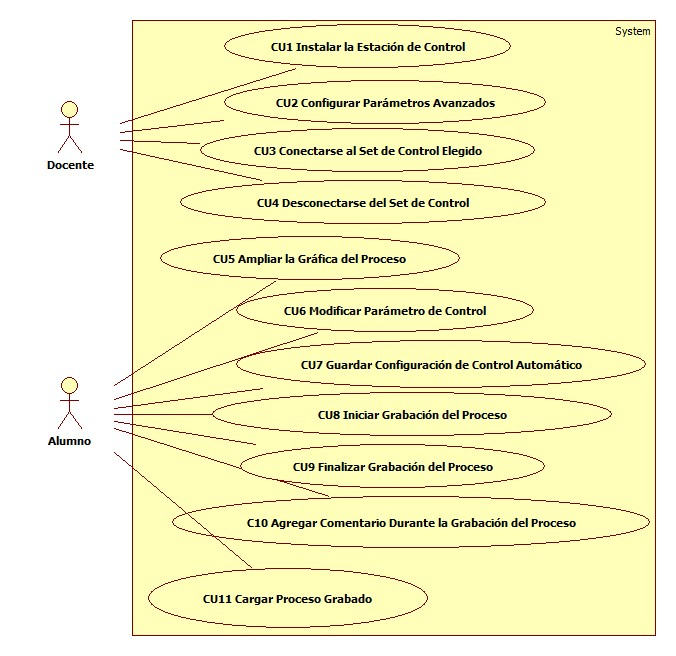 System
CU1 Instalar la Estación de Control
CU2 Configurar Parámetros Avanzados
CU3 Conectarse al Set de Control Elegido
Docente
CU4 Desconectarse del Set de Control
CU5 Ampliar la Gráfica del Proceso
CU6 Modificar Parámetro de Control
CU7 Guardar Configuración de Control Automático
CU8 Iniciar Grabación del Proceso
Alumno
CU9 Finalizar Grabación del Proceso
C10 Agregar Comentario Durante la Grabación del Proceso
CU11 Cargar Proceso Grabado